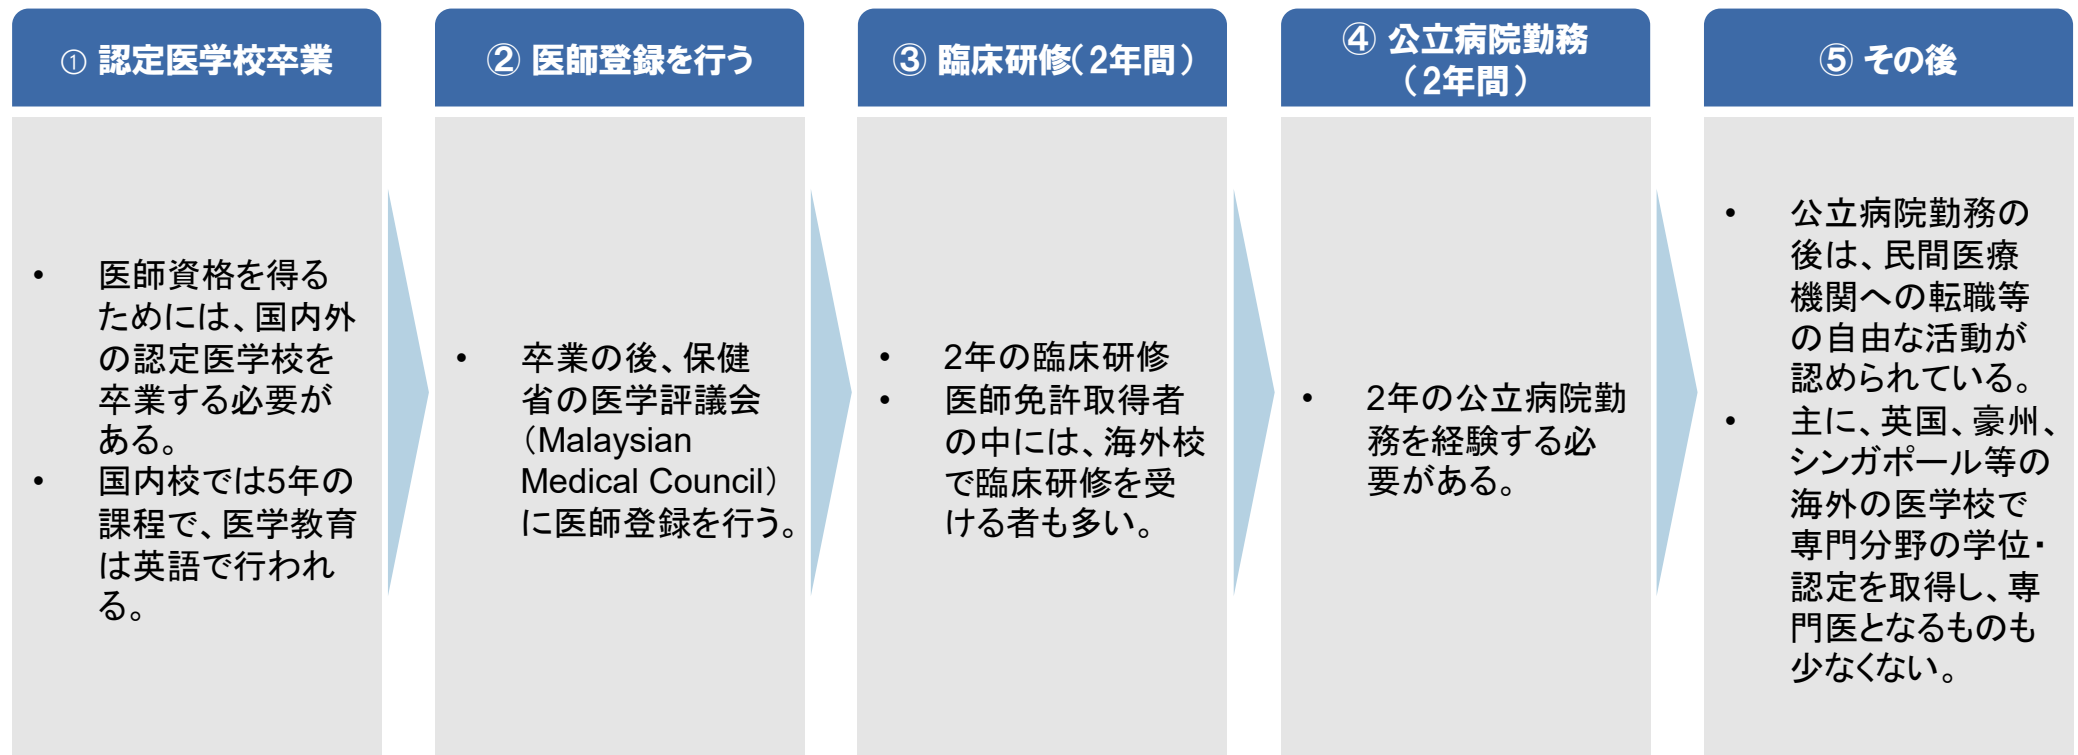 ① 認定医学校卒業
• 医師資格を得る
ためには、国内外
の認定医学校を
卒業する必要が
ある。
• 国内校では5年の
課程で、医学教育
は英語で行われ
る。
② 医師登録を行う
• 卒業の後、保健
省の医学評議会
（Malaysian
Medical Council）
に医師登録を行う。
③ 臨床研修（2年間）
• 2年の臨床研修
• 医師免許取得者
の中には、海外校
で臨床研修を受
ける者も多い。
④ 公立病院勤務
（2年間）
• 2年の公立病院勤
務を経験する必
要がある。
⑤ その後
• 公立病院勤務の
後は、民間医療
機関への転職等
の自由な活動が
認められている。
• 主に、英国、豪州、
シンガポール等の
海外の医学校で
専門分野の学位・
認定を取得し、専
門医となるものも
少なくない。